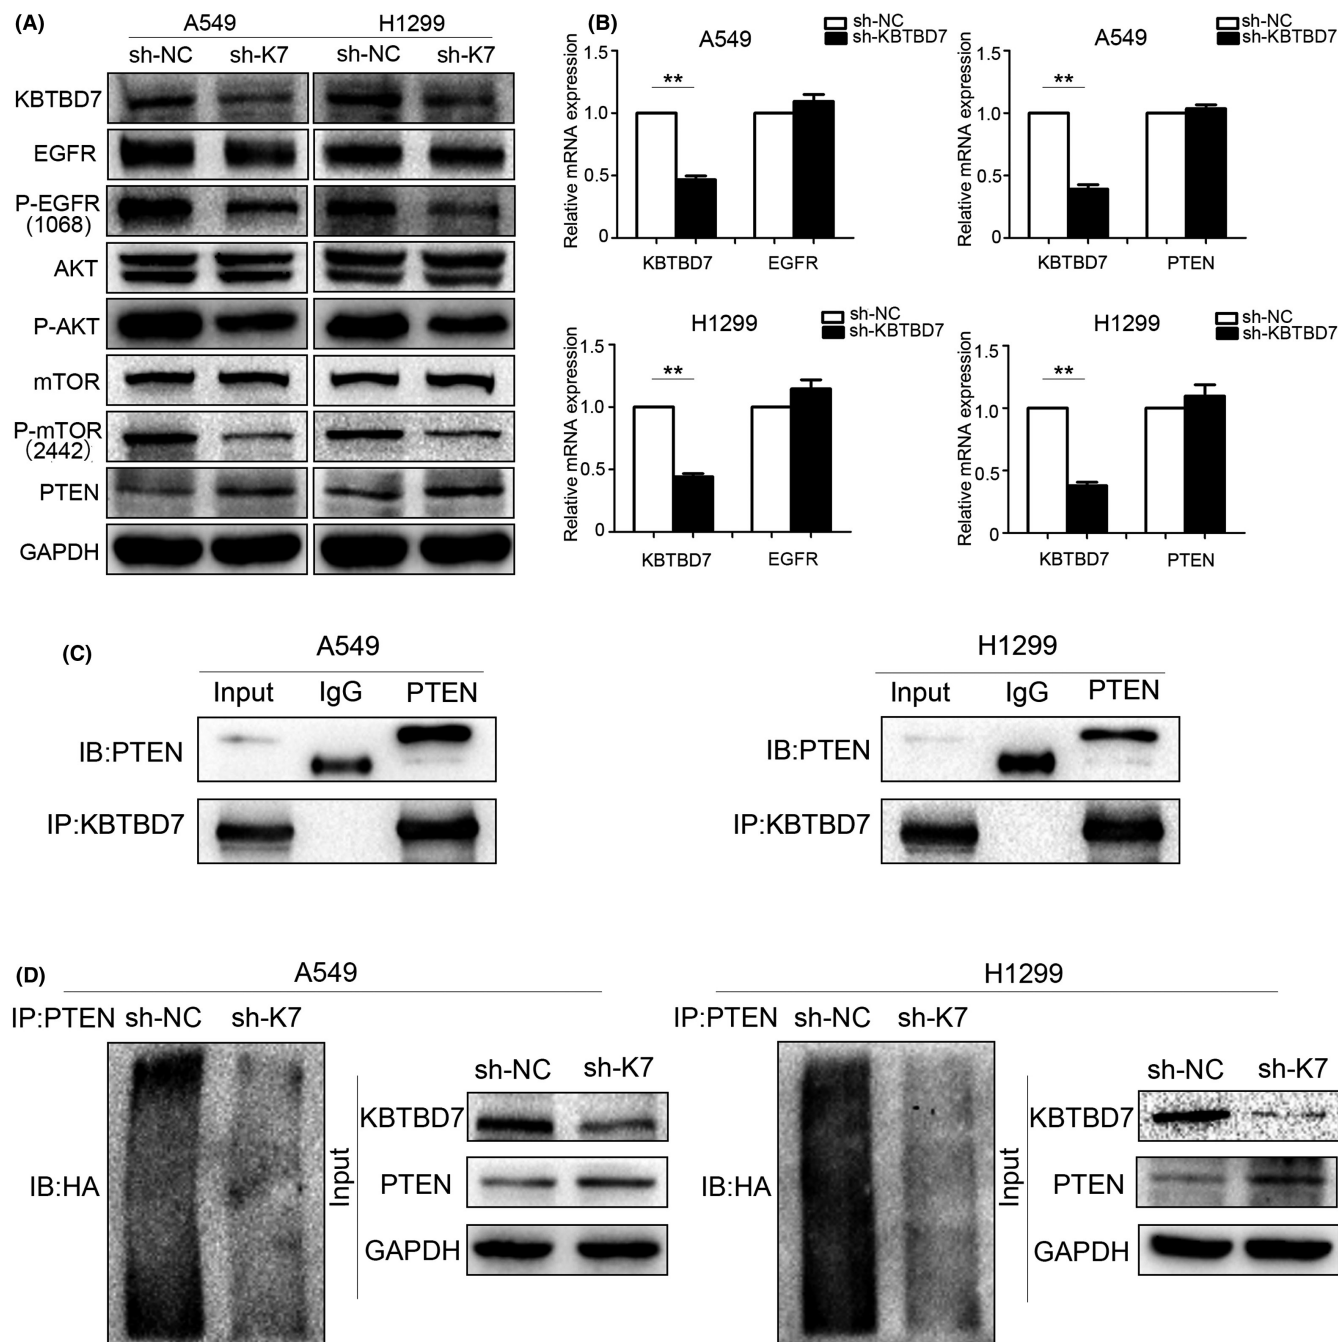 (A)
A549 H1299
sh-NC sh-K7 sh-NC sh-K7
KBTBD7
EGFR
P-EGFR
(1068)
AKT
P-AKT
mTOR
P-mTOR
(2442)
PTEN
GAPDH
(B)
A549
sh-NC
sh-KBTBD7
Relative mRNA expression
1.5
1.0
0.5
0
**
KBTBD7 EGFR
A549
sh-NC
sh-KBTBD7
Relative mRNA expression
1.5
1.0
0.5
0
**
KBTBD7 PTEN
H1299
sh-NC
sh-KBTBD7
Relative mRNA expression
1.5
1.0
0.5
0
**
KBTBD7 EGFR
H1299
sh-NC
sh-KBTBD7
Relative mRNA expression
1.5
1.0
0.5
0
**
KBTBD7 PTEN
(C)
A549
Input IgG PTEN
IB:PTEN
IP:KBTBD7
H1299
Input IgG PTEN
IB:PTEN
IP:KBTBD7
(D)
A549
IP:PTEN sh-NC sh-K7
IB:HA
Input
sh-NC sh-K7
KBTBD7
PTEN
GAPDH
H1299
IP:PTEN sh-NC sh-K7
IB:HA
Input
sh-NC sh-K7
KBTBD7
PTEN
GAPDH